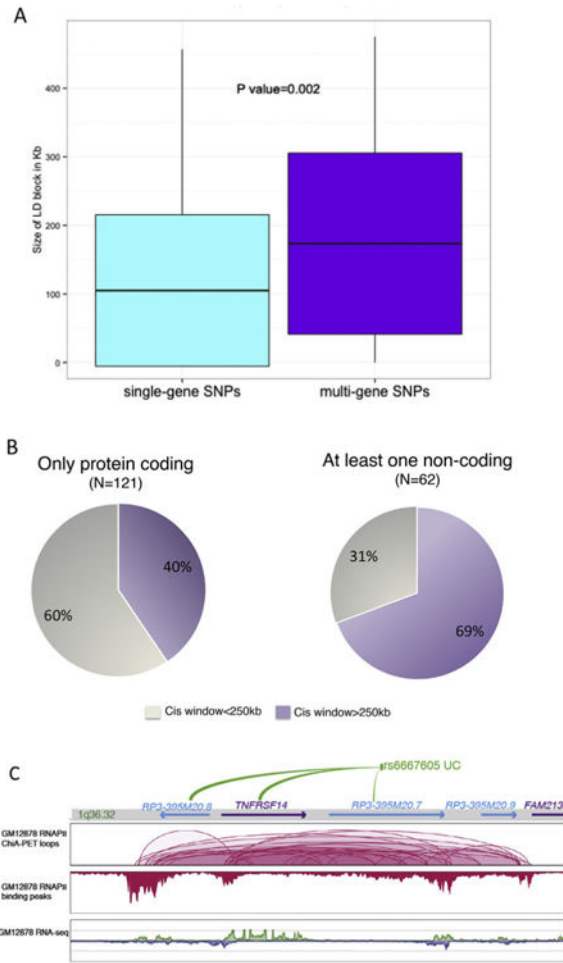 A
P value=0.002
Size of LD block in Kb
400
300
200
100
0
single-gene SNPs
multi-gene SNPs
B
Only protein coding
(N=121)
At least one non-coding
(N=62)
40%
60%
31%
69%
Cis window<250kb
Cis window>250kb
C
rs6667605 UC
RP3-395M20.8
TNFRSF14
RP3-395M20.7
RP3-395M20.9
FAM213
1q36.32
GM12878 RNAPII
ChiA-PET loops
GM12878 RNAPII
binding peaks
GM12878 RNA-seq